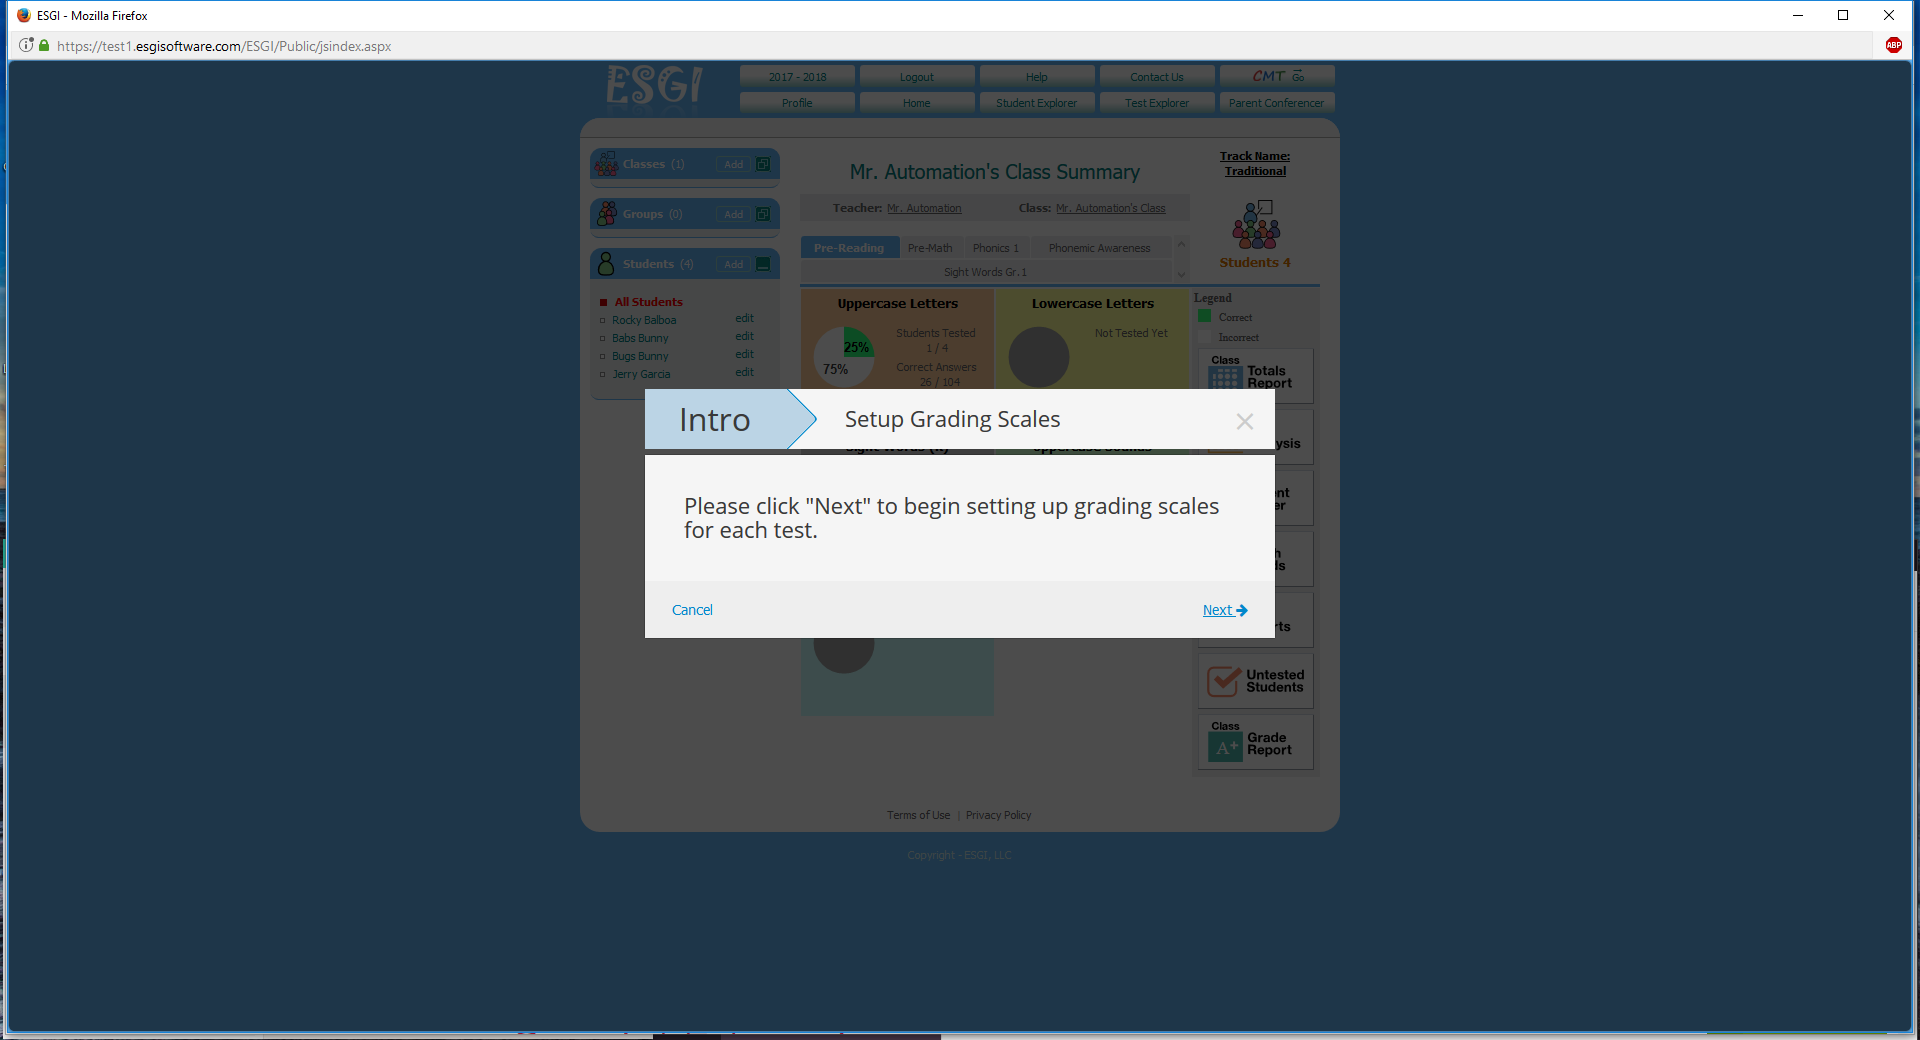 ESGI - Mozilla Firefox
https://test1.esgisoftware.com/ESGI/Public/jsindex.aspx
ABP
ESGI
2017 - 2018
Logout
Help
Contact Us
CMT Go
Profile
Home
Student Explorer
Test Explorer
Parent Conferencer
Classes (1)
Add
Groups (0)
Add
Students (4)
Add
All Students
Rocky Balboa edit
Babs Bunny edit
Bugs Bunny edit
Jerry Garcia edit
Mr. Automation's Class Summary
Teacher: Mr. Automation Class: Mr. Automation's Class
Pre-Reading Pre-Math Phonics 1 Phonemic Awareness
Sight Words Gr.1
Track Name:
Traditional
Students 4
Uppercase Letters
25%
75%
Students Tested
1 / 4
Correct Answers
26 / 104
Lowercase Letters
Not Tested Yet
Legend
Correct
Incorrect
Class
Totals
Report
ysis
nt
er
h
ds
rts
Untested
Students
Class
A+
Grade
Report
Intro
Setup Grading Scales
Please click "Next" to begin setting up grading scales
for each test.
Cancel
Next
Terms of Use | Privacy Policy
Copyright - ESGI, LLC